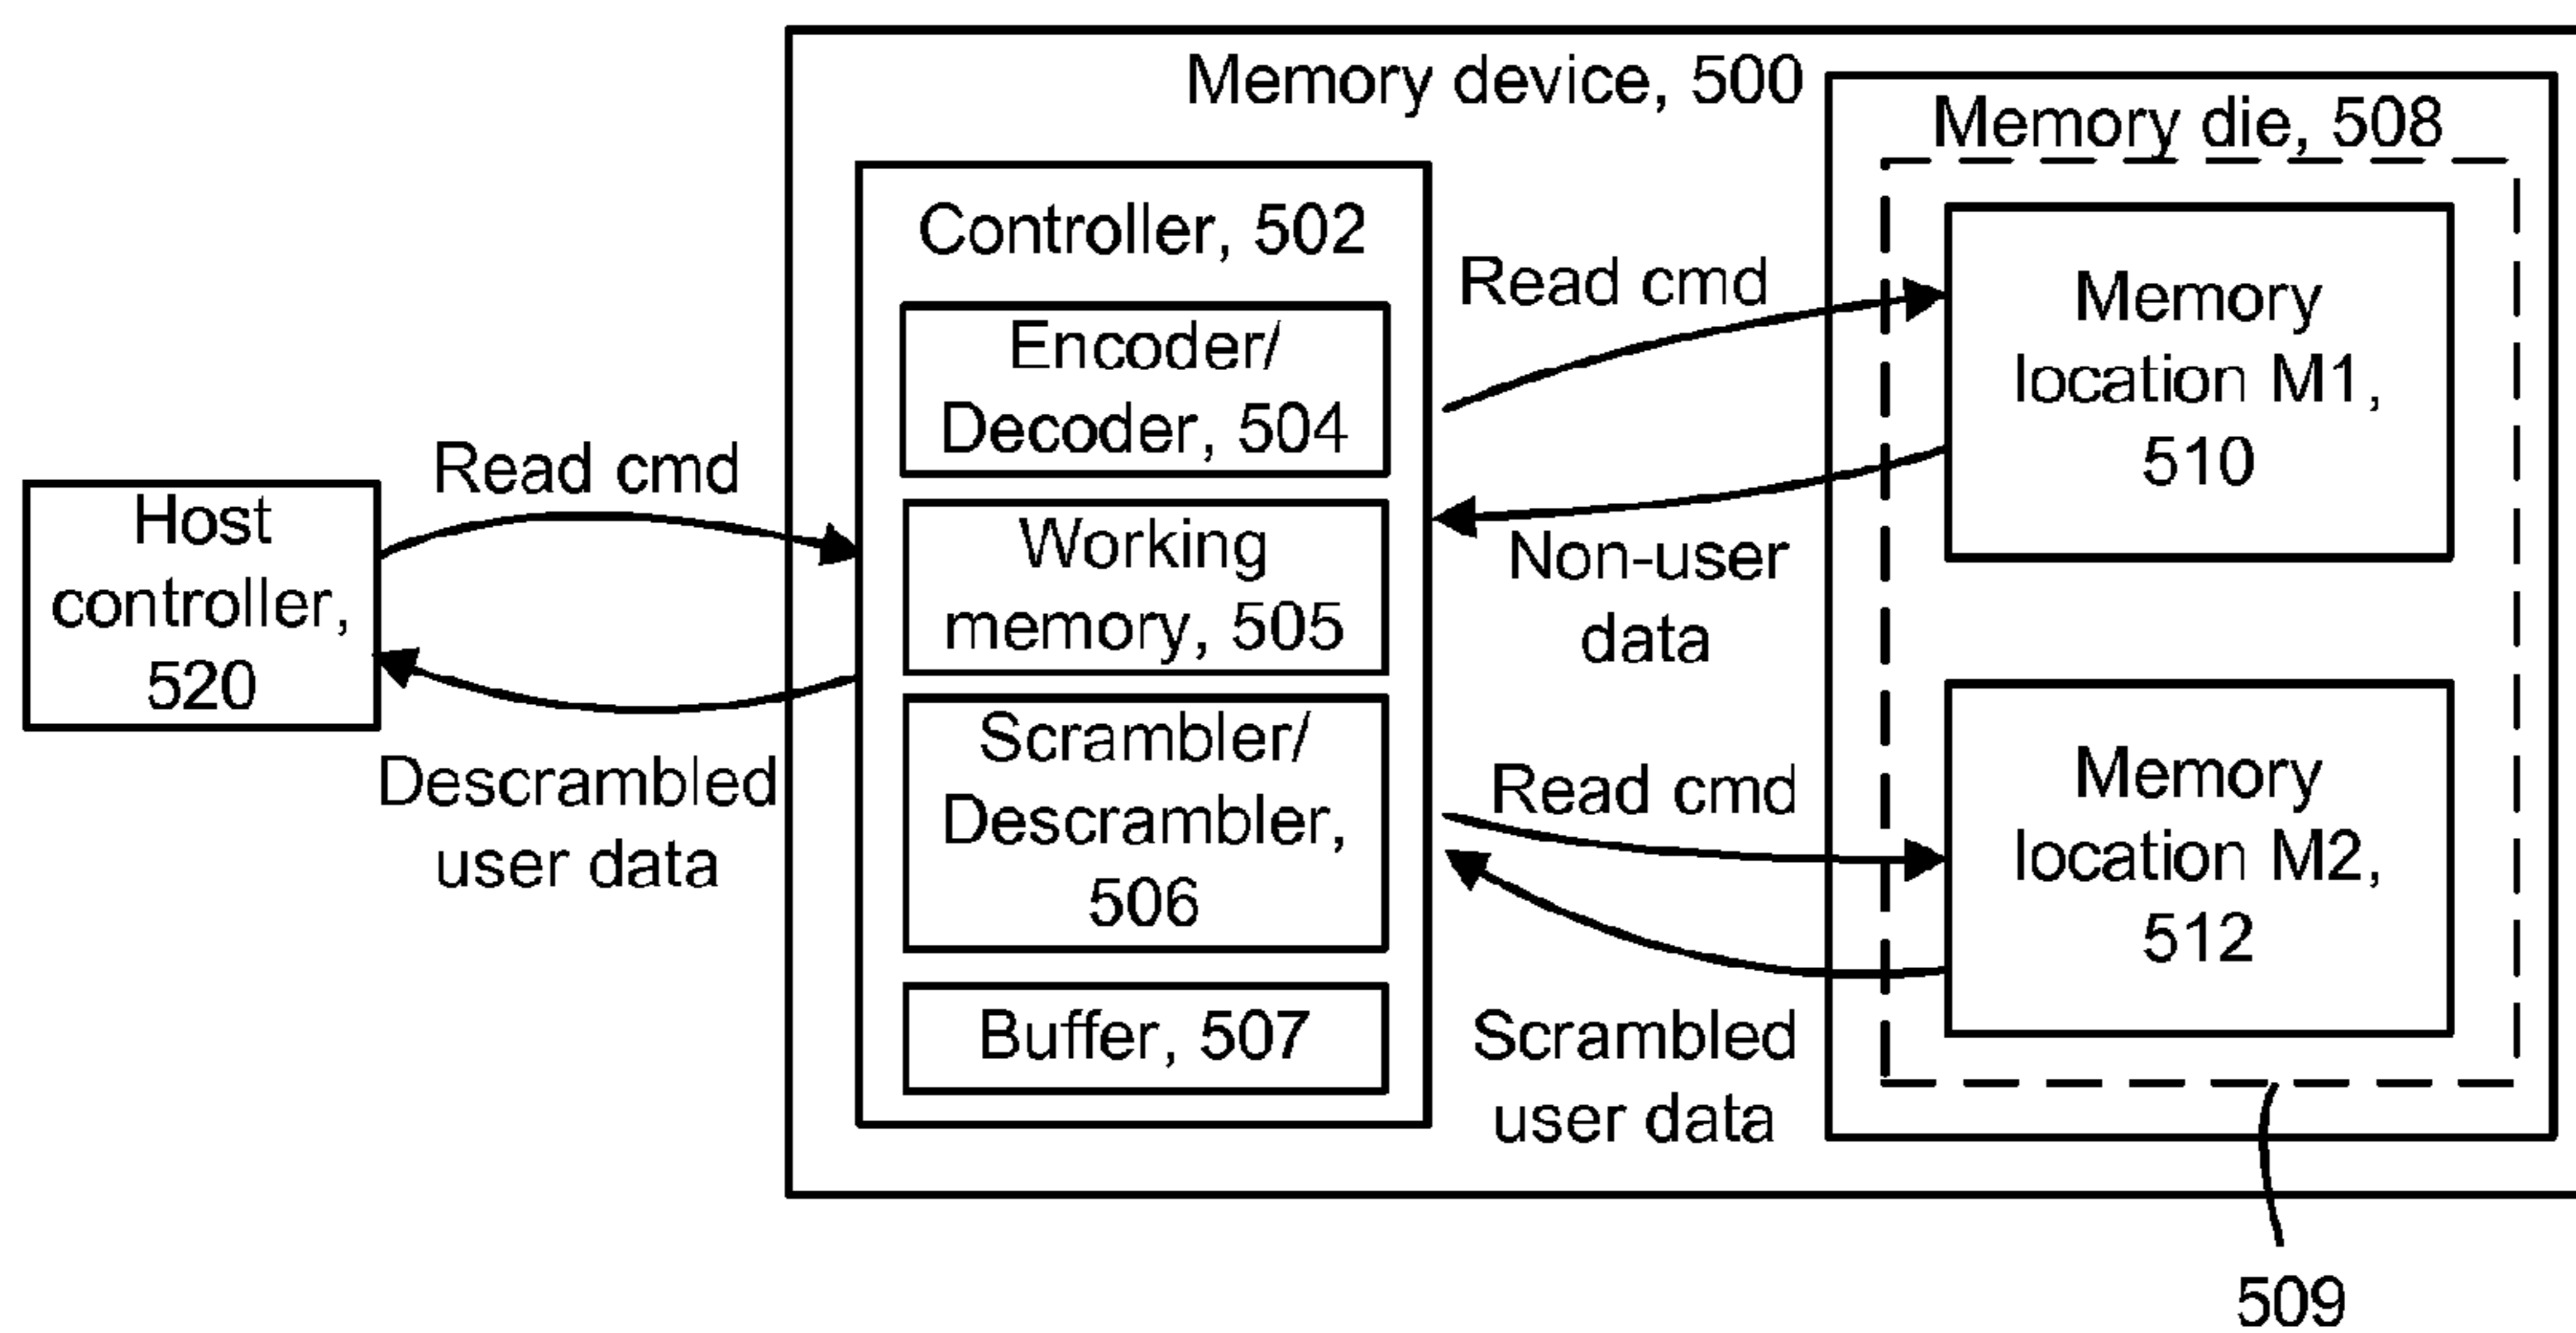 Memory device, 500
Memory die, 508
Controller, 502
Encoder/
Decoder, 504
Working
memory, 505
Scrambler/
Descrambler,
506
Buffer, 507
Host
controller,
520
Read cmd
Descrambled
user data
Read cmd
Non-user
data
Read cmd
Scrambled
user data
Memory
location M1,
510
Memory
location M2,
512
509